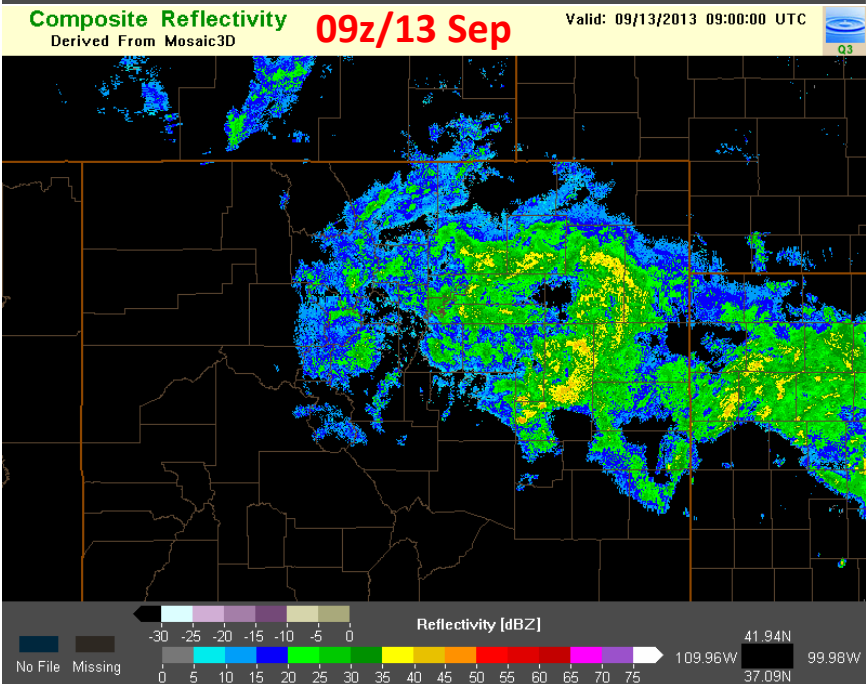 Composite Reflectivity
Derived From Mosaic3D
09z/13 Sep
Valid: 09/13/2013 09:00:00 UTC
Q3
Reflectivity [dBZ]
-30 -25 -20 -15 -10 -5 0
No File Missing
0 5 10 15 20 25 30 35 40 45 50 55 60 65 70 75
41.94N
109.96W 99.98W
37.09N